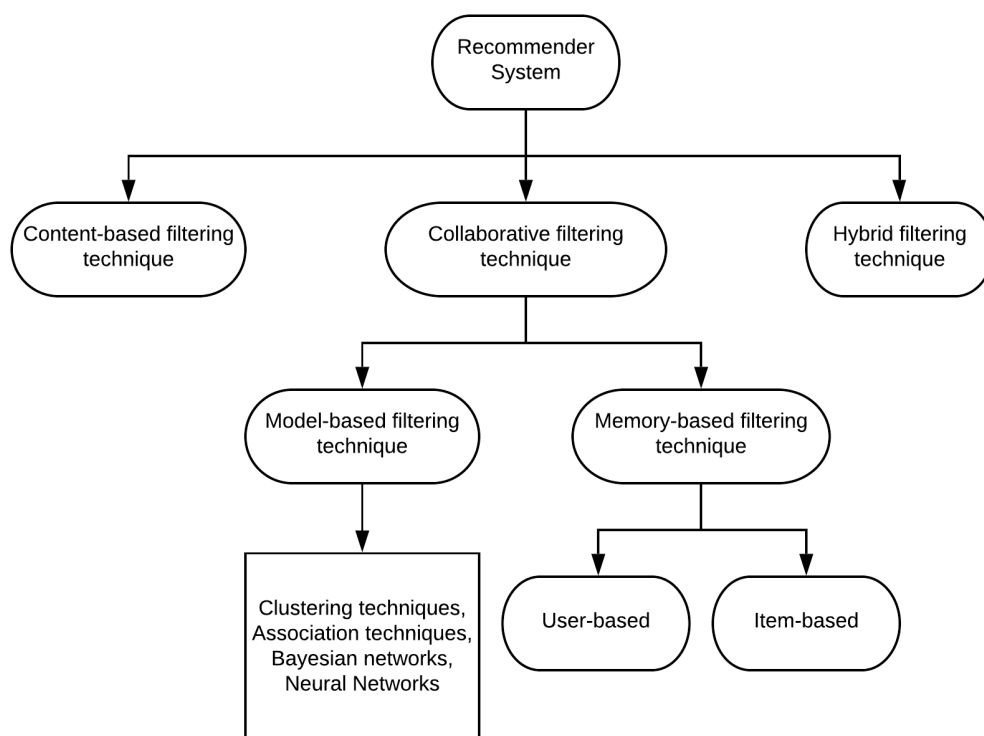 Recommender
System
Content-based filtering
technique
Collaborative filtering
technique
Hybrid filtering
technique
Model-based filtering
technique
Memory-based filtering
technique
Clustering techniques,
Association techniques,
Bayesian networks,
Neural Networks
User-based
Item-based